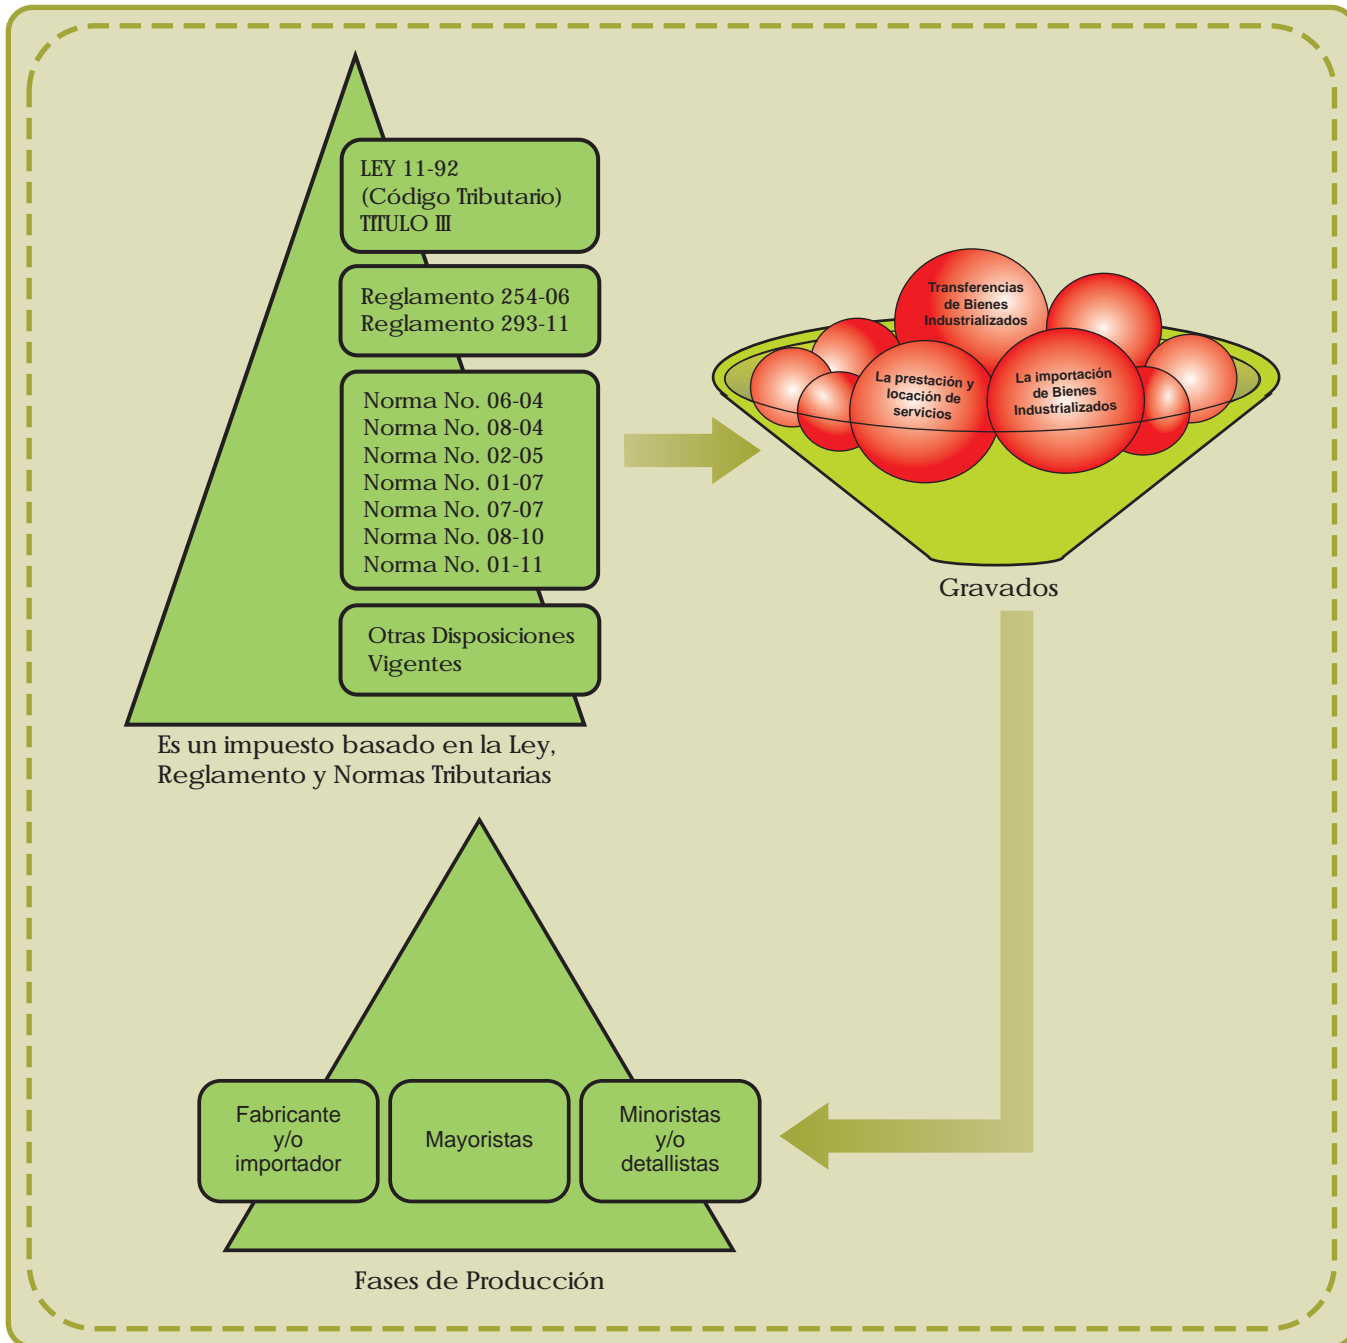 LEY 11-92
(Código Tributario)
TITULO III
Reglamento 254-06
Reglamento 293-11
Norma No. 06-04
Norma No. 08-04
Norma No. 02-05
Norma No. 01-07
Norma No. 07-07
Norma No. 08-10
Norma No. 01-11
Otras Disposiciones
Vigentes
Es un impuesto basado en la Ley,
Reglamento y Normas Tributarias
Transferencias
de Bienes
Industrializados
La prestación y
locación de
servicios
La importación
de Bienes
Industrializados
Gravados
Fabricante
y/o
importador
Mayoristas
Minoristas
y/o
detallistas
Fases de Producción